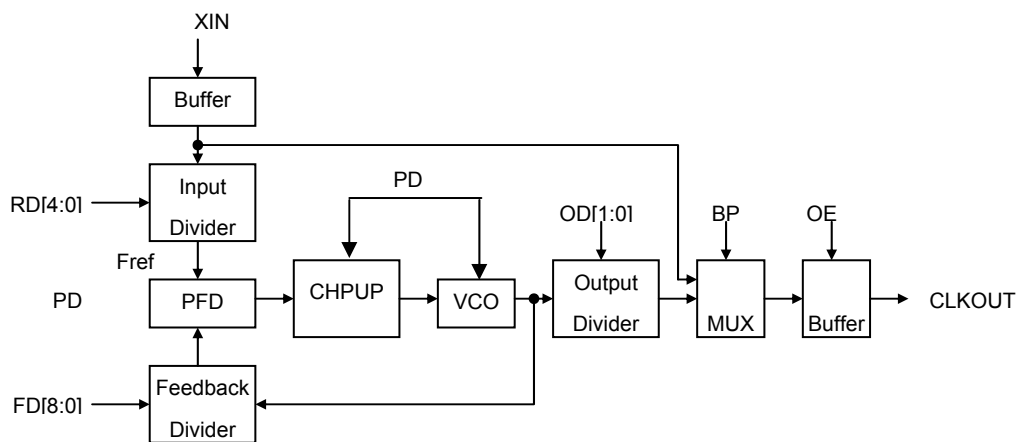 XIN
Buffer
Input
Divider
RD[4:0]
PD
OD[1:0]
BP
OE
Fref
PD
PFD
CHPUP
VCO
Output
Divider
MUX
Buffer
CLKOUT
FD[8:0]
Feedback
Divider